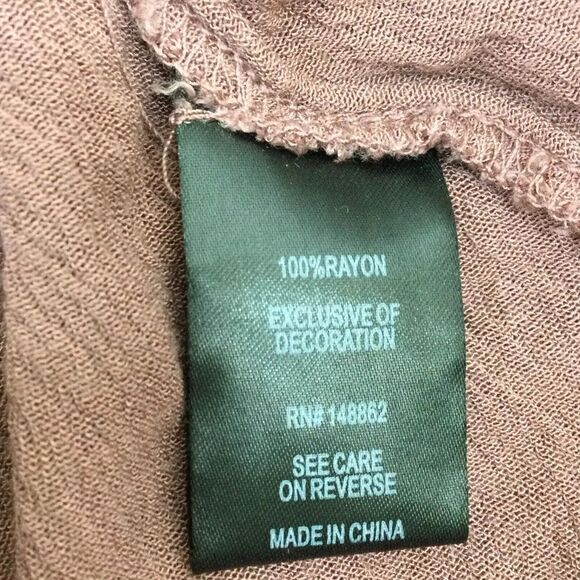 100%RAYON
EXCLUSIVE OF
DECORATION
RN# 148862
SEE CARE
ON REVERSE
MADE IN CHINA